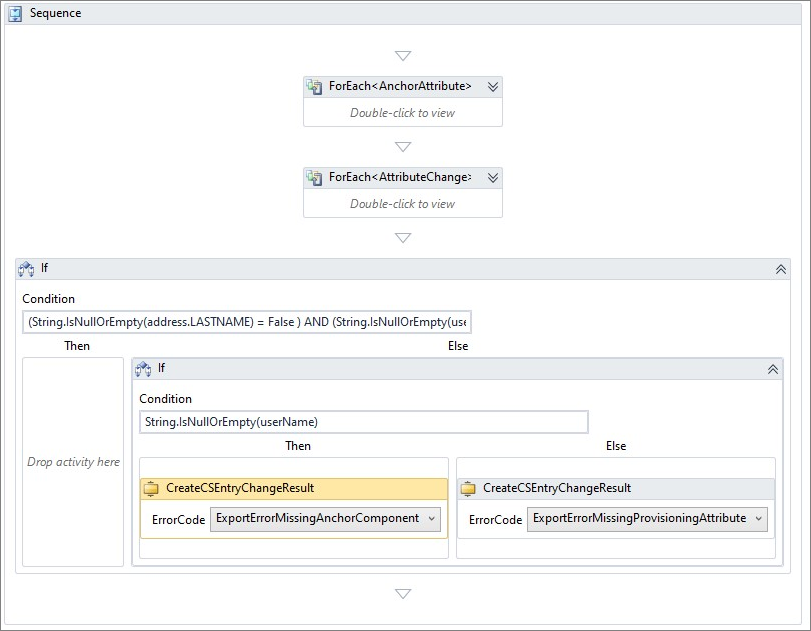 Sequence
ForEach<AnchorAttribute>
Double-click to view
ForEach<AttributeChange>
Double-click to view
If
Condition
(String.IsNullOrEmpty(address.LASTNAME) = False ) AND (String.IsNullOrEmpty(use
Then
Else
Drop activity here
If
Condition
String.IsNullOrEmpty(userName)
Then
Else
CreateCSEntryChangeResult
ErrorCode ExportErrorMissingAnchorComponent
CreateCSEntryChangeResult
ErrorCode ExportErrorMissingProvisioningAttribute